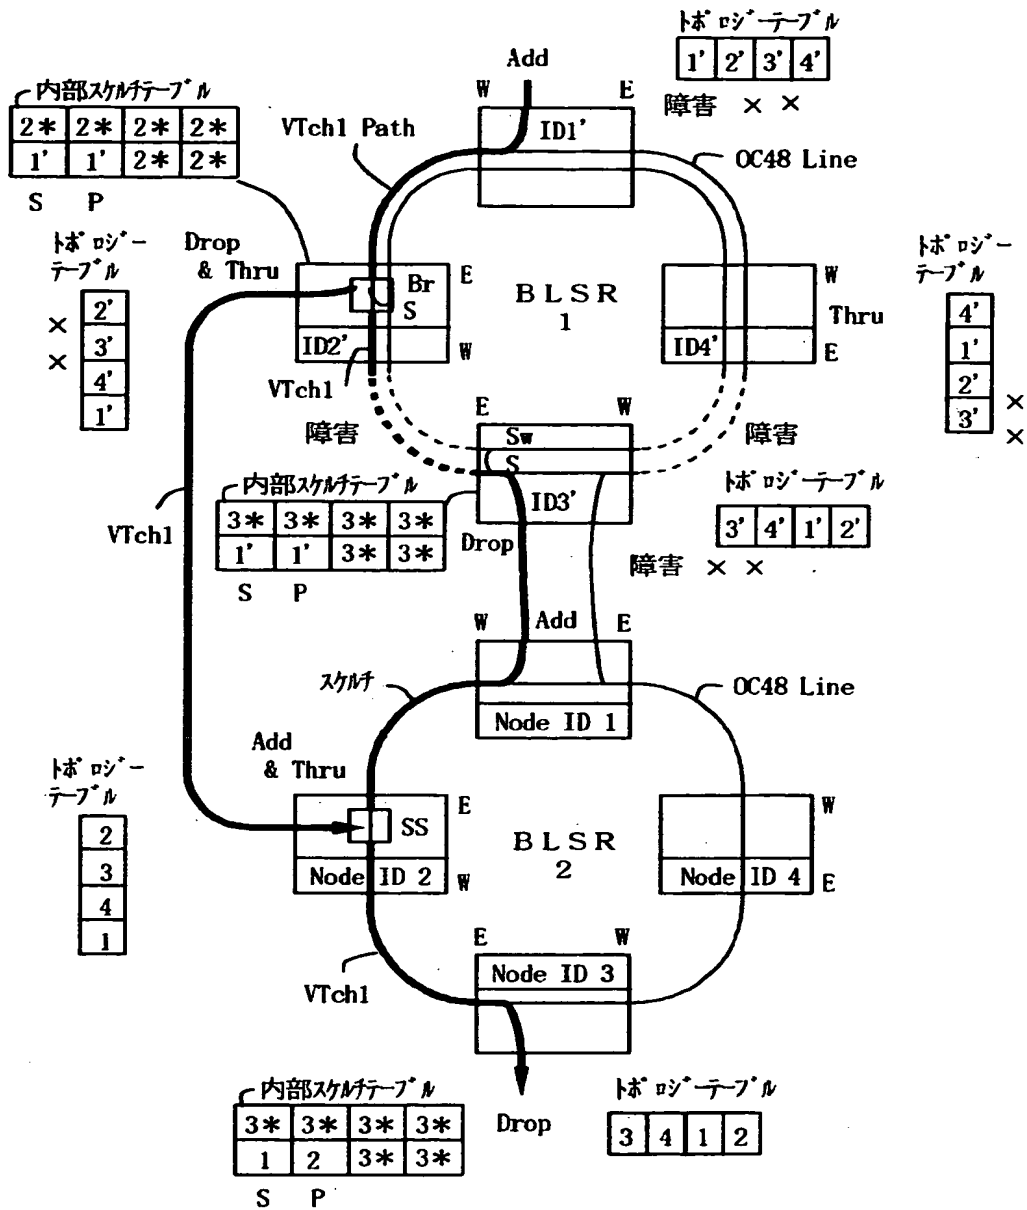 トポロジーテーブル
1' 2' 3' 4'
障害 × ×
Add
W E
ID1'
内部スケルチテーブル
2* 2* 2* 2*
1' 1' 2* 2*
S P
VTch1 Path
OC48 Line
トポロジー
テーブル
2'
× 3'
× 4'
1'
Drop
& Thru
Br
S
ID2'
E
W
VTch1
BLSR
1
W
Thru
ID4'
E
トポロジー
テーブル
4'
1'
2'
3' ×
×
障害
E W
Sw
S
ID3'
障害
内部スケルチテーブル
3* 3* 3* 3*
1' 1' 3* 3*
S P
Drop
トポロジーテーブル
3' 4' 1' 2'
障害 × ×
VTch1
Add
W E
Node ID 1
スケルチ
OC48 Line
Add
& Thru
トポロジー
テーブル
2
3
4
1
E
SS
Node ID 2
W
BLSR
2
W
Node ID 4
E
E W
Node ID 3
VTch1
内部スケルチテーブル
3* 3* 3* 3*
1 2 3* 3*
S P
Drop
トポロジーテーブル
3 4 1 2